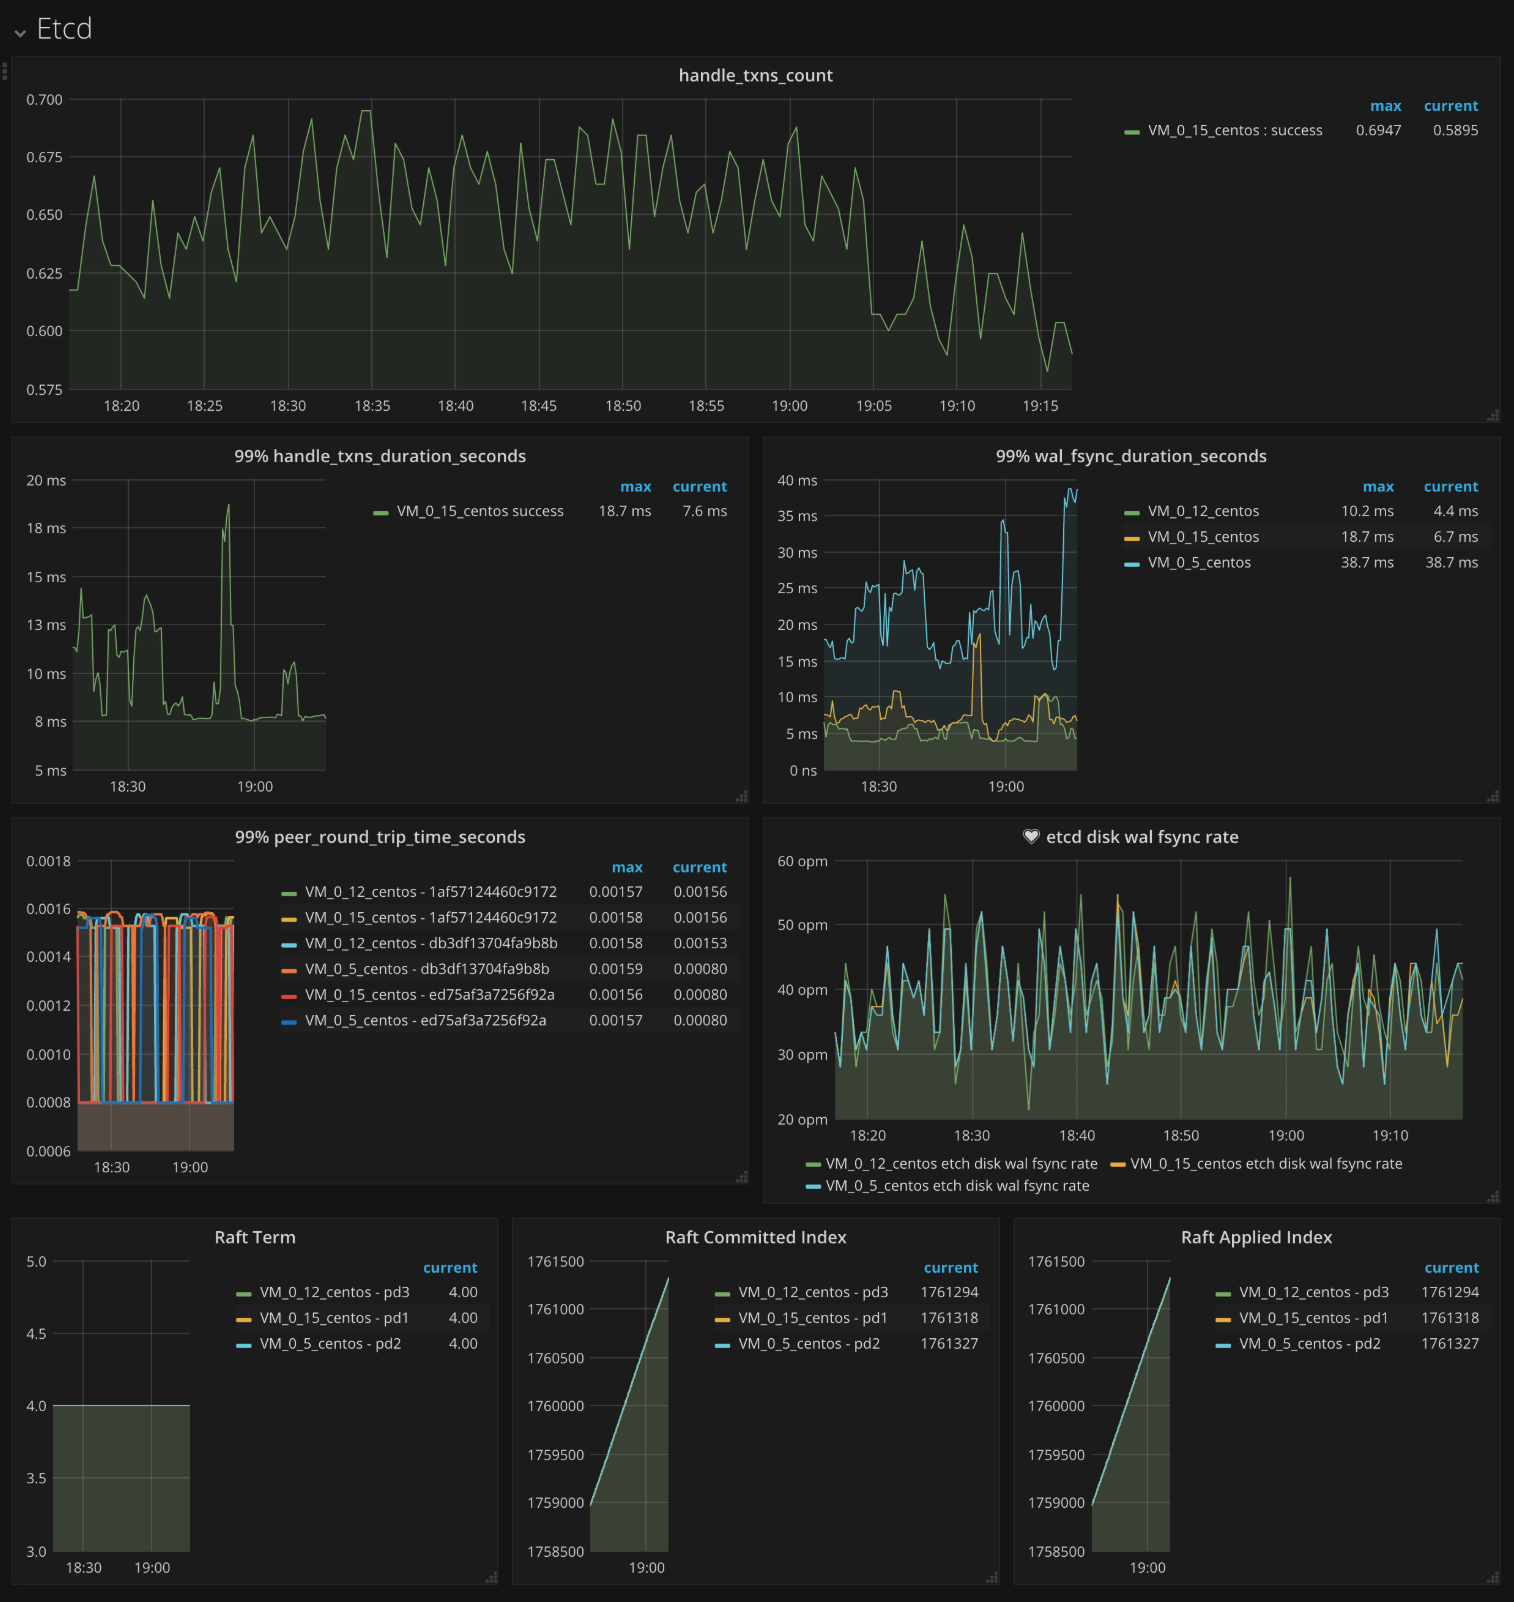 Etcd
handle_txns_count
max current
VM_0_15_centos : success 0.6947 0.5895
0.700
0.675
0.650
0.625
0.600
0.575
18:20 18:25 18:30 18:35 18:40 18:45 18:50 18:55 19:00 19:05 19:10 19:15
99% handle_txns_duration_seconds
max current
VM_0_15_centos success 18.7 ms 7.6 ms
20 ms
18 ms
15 ms
13 ms
10 ms
8 ms
5 ms
18:30 19:00
99% wal_fsync_duration_seconds
max current
VM_0_12_centos 10.2 ms 4.4 ms
VM_0_15_centos 18.7 ms 6.7 ms
VM_0_5_centos 38.7 ms 38.7 ms
40 ms
35 ms
30 ms
25 ms
20 ms
15 ms
10 ms
5 ms
0 ns
18:30 19:00
99% peer_round_trip_time_seconds
max current
VM_0_12_centos - 1af57124460c9172 0.00157 0.00156
VM_0_15_centos - 1af57124460c9172 0.00158 0.00156
VM_0_12_centos - db3df13704fa9b8b 0.00158 0.00153
VM_0_5_centos - db3df13704fa9b8b 0.00159 0.00080
VM_0_15_centos - ed75af3a7256f92a 0.00156 0.00080
VM_0_5_centos - ed75af3a7256f92a 0.00157 0.00080
0.0018
0.0016
0.0014
0.0012
0.0010
0.0008
0.0006
18:30 19:00
etcd disk wal fsync rate
60 opm
50 opm
40 opm
30 opm
20 opm
18:20 18:30 18:40 18:50 19:00 19:10
VM_0_12_centos etch disk wal fsync rate VM_0_15_centos etch disk wal fsync rate
VM_0_5_centos etch disk wal fsync rate
Raft Term
current
VM_0_12_centos - pd3 4.00
VM_0_15_centos - pd1 4.00
VM_0_5_centos - pd2 4.00
5.0
4.5
4.0
3.5
3.0
18:30 19:00
Raft Committed Index
current
VM_0_12_centos - pd3 1761294
VM_0_15_centos - pd1 1761318
VM_0_5_centos - pd2 1761327
1761500
1761000
1760500
1760000
1759500
1759000
1758500
19:00
Raft Applied Index
current
VM_0_12_centos - pd3 1761294
VM_0_15_centos - pd1 1761318
VM_0_5_centos - pd2 1761327
1761500
1761000
1760500
1760000
1759500
1759000
1758500
19:00